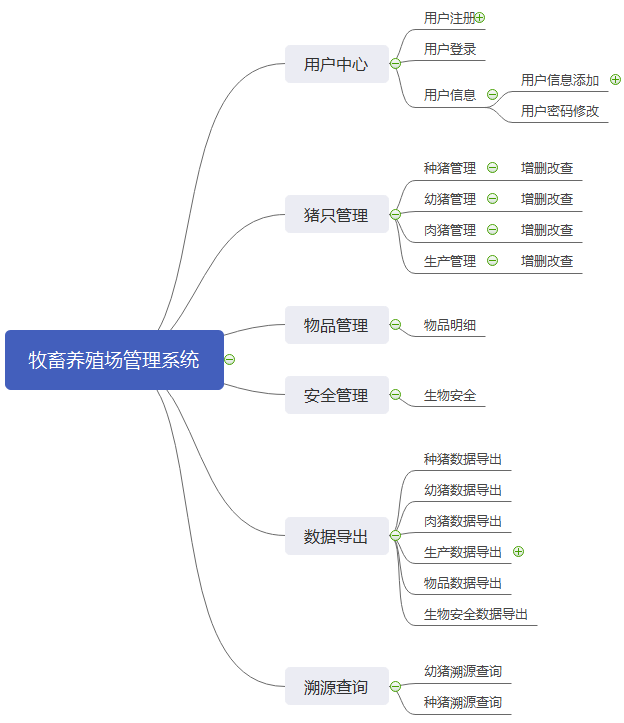 用户注册
用户登录
用户中心
用户信息
用户信息添加
用户密码修改
种猪管理
增删改查
幼猪管理
增删改查
猪只管理
肉猪管理
增删改查
生产管理
增删改查
物品管理
物品明细
牧畜养殖场管理系统
安全管理
生物安全
种猪数据导出
幼猪数据导出
肉猪数据导出
数据导出
生产数据导出
物品数据导出
生物安全数据导出
幼猪溯源查询
溯源查询
种猪溯源查询